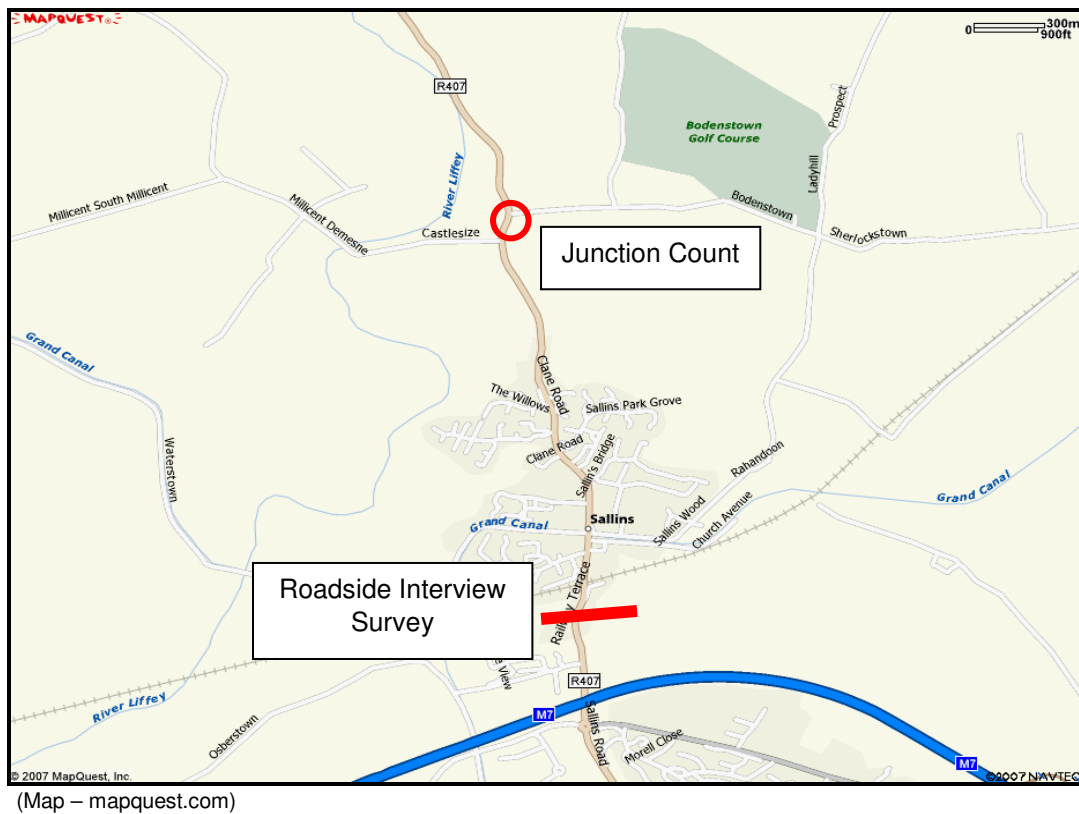 MAPQUEST
0 300m
900ft
R407
Bodenstown
Golf Course
Prospect
Ladyhill
River Liffey
Millicent South Millicent
Millicent Demesne
Castlesize
Bodenstown
Sherlockstown
Junction Count
Grand Canal
Clane Road
The Willows
Sallins Park Grove
Clane Road
Sallin's Bridge
Waterstown
Rahandoon
Grand Canal
Sallins
Grand Canal
Sallins Wood
Church Avenue
Roadside Interview
Survey
Railway Terrace
View
R407
River Liffey
Osberstown
M7
Sallins Road
Morell Close
M7
© 2007 MapQuest, Inc.
©2007 NAVTEQ
(Map – mapquest.com)